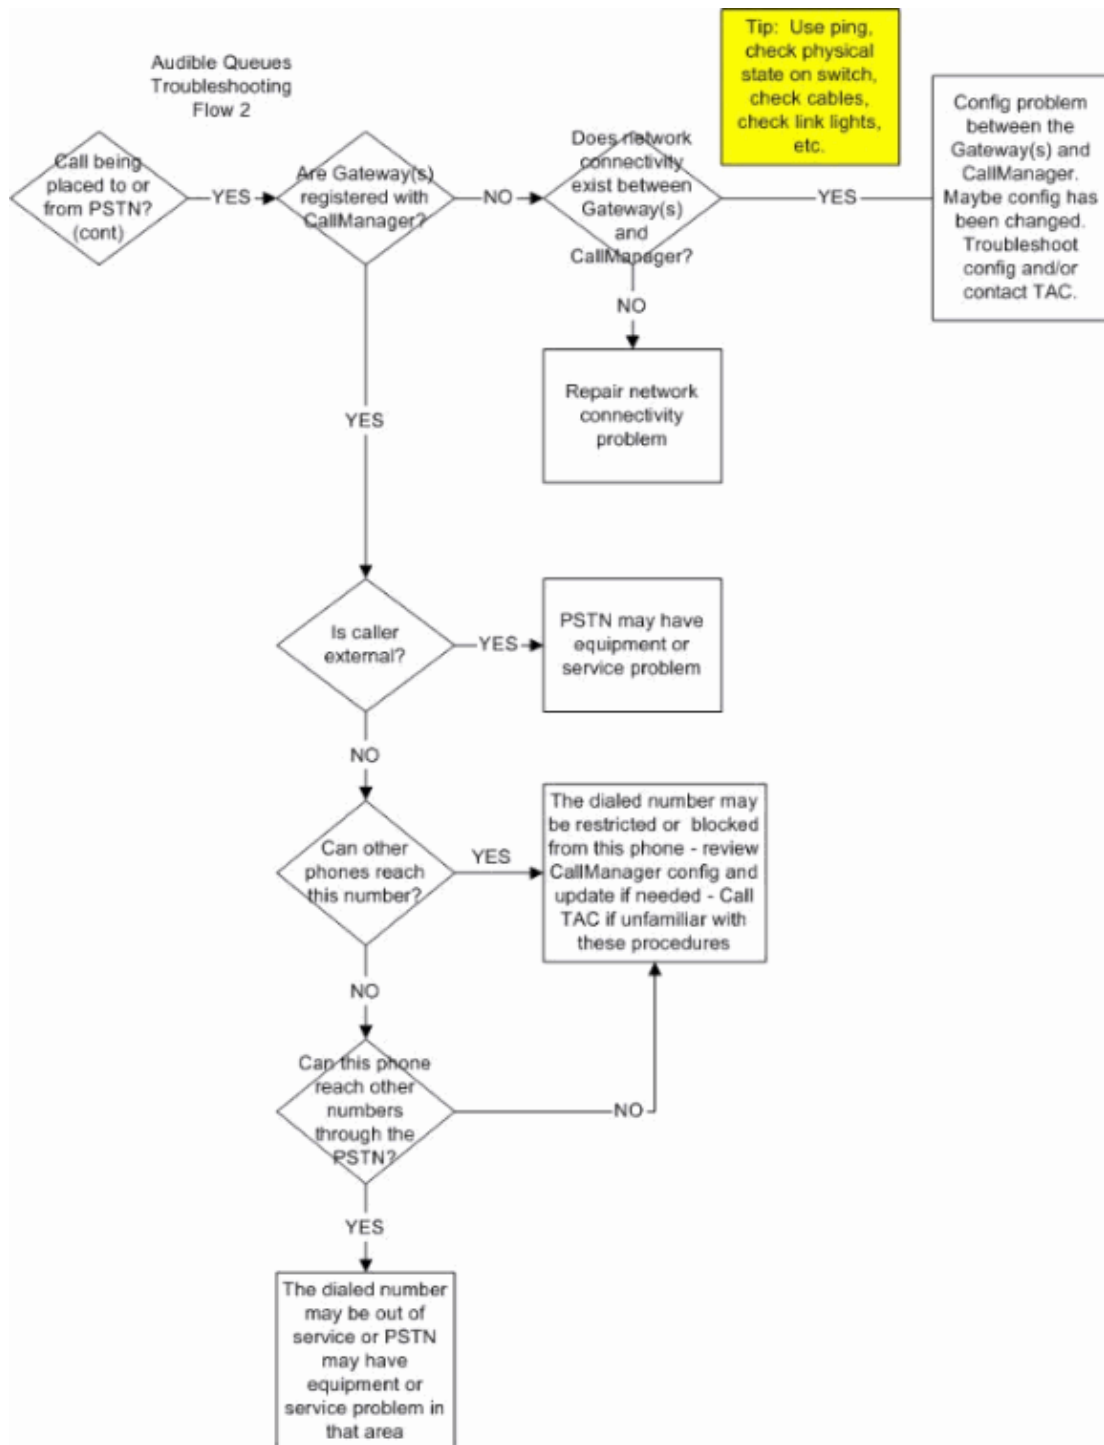 Audible Queues
Troubleshooting
Flow 2
Tip: Use ping,
check physical
state on switch,
check cables,
check link lights,
etc.
Call being
placed to or
from PSTN?
(cont)
YES
Are Gateway(s)
registered with
CallManager?
NO
Does network
connectivity
exist between
Gateway(s)
and
CallManager?
YES
Config problem
between the
Gateway(s) and
CallManager.
Maybe config has
been changed.
Troubleshoot
config and/or
contact TAC.
NO
Repair network
connectivity
problem
YES
Is caller
external?
YES
PSTN may have
equipment or
service problem
NO
Can other
phones reach
this number?
YES
The dialed number may
be restricted or blocked
from this phone - review
CallManager config and
update if needed - Call
TAC if unfamiliar with
these procedures
NO
Can this phone
reach other
numbers
through the
PSTN?
NO
YES
The dialed number
may be out of
service or PSTN
may have
equipment or
service problem in
that area